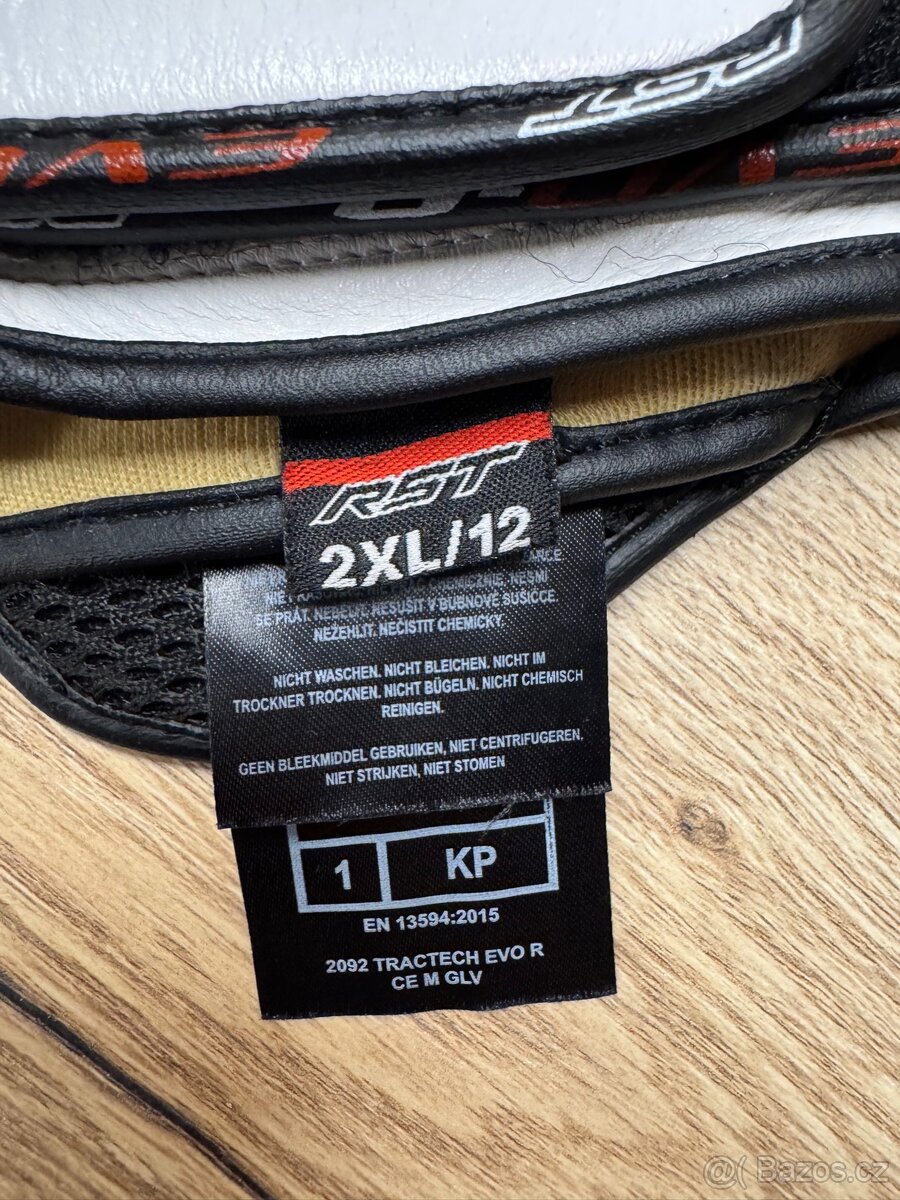 RST
EVO
RST
2XL/12
SE PRÁT. NEBĚLIT. NESUŠIT V BUBNOVÉ SUŠIČCE.
NEŽEHLIT. NEČISTIT CHEMICKY.
NICHT WASCHEN. NICHT BLEICHEN. NICHT IM
TROCKNER TROCKNEN. NICHT BÜGELN. NICHT CHEMISCH
REINIGEN.
GEEN BLEEKMIDDEL GEBRUIKEN, NIET CENTRIFUGEREN,
NIET STRIJKEN, NIET STOMEN
1 KP
EN 13594:2015
2092 TRACTECH EVO R
CE M GLV
@ Bazos.cz